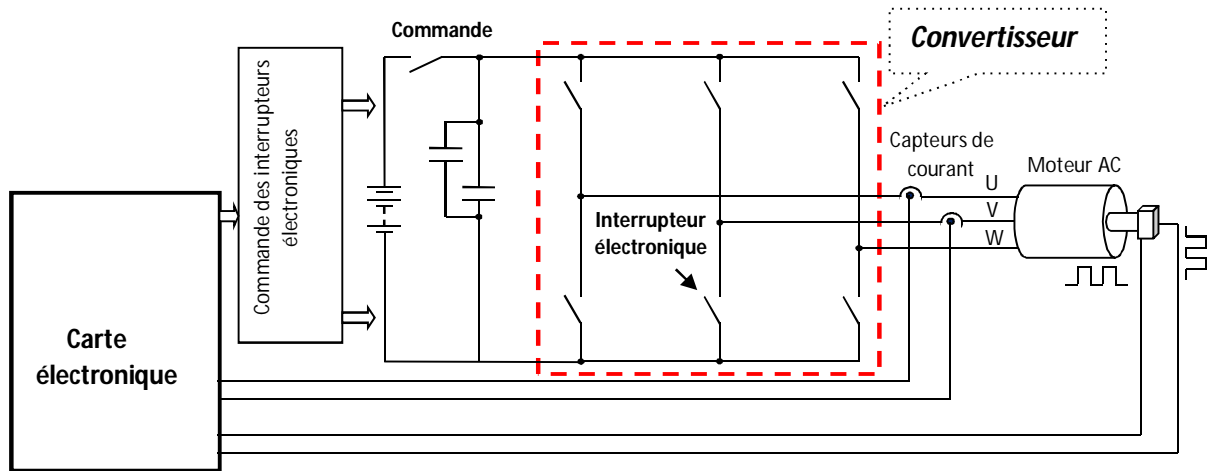 Commande
Convertisseur
Commande des interrupteurs
électroniques
Capteurs de
courant
Moteur AC
U
V
W
Interrupteur
électronique
Carte
électronique